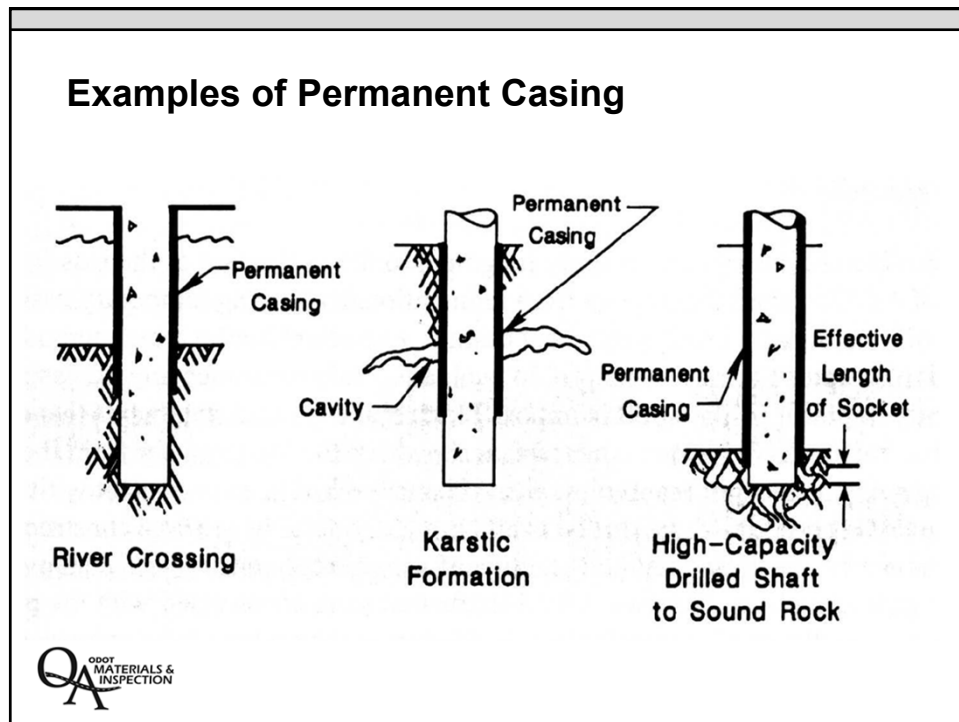 Examples of Permanent Casing
Permanent
Casing
River Crossing
Permanent
Casing
Cavity
Karstic
Formation
Permanent
Casing
Effective
Length
of Socket
High-Capacity
Drilled Shaft
to Sound Rock
QA
ODOT
MATERIALS &
INSPECTION